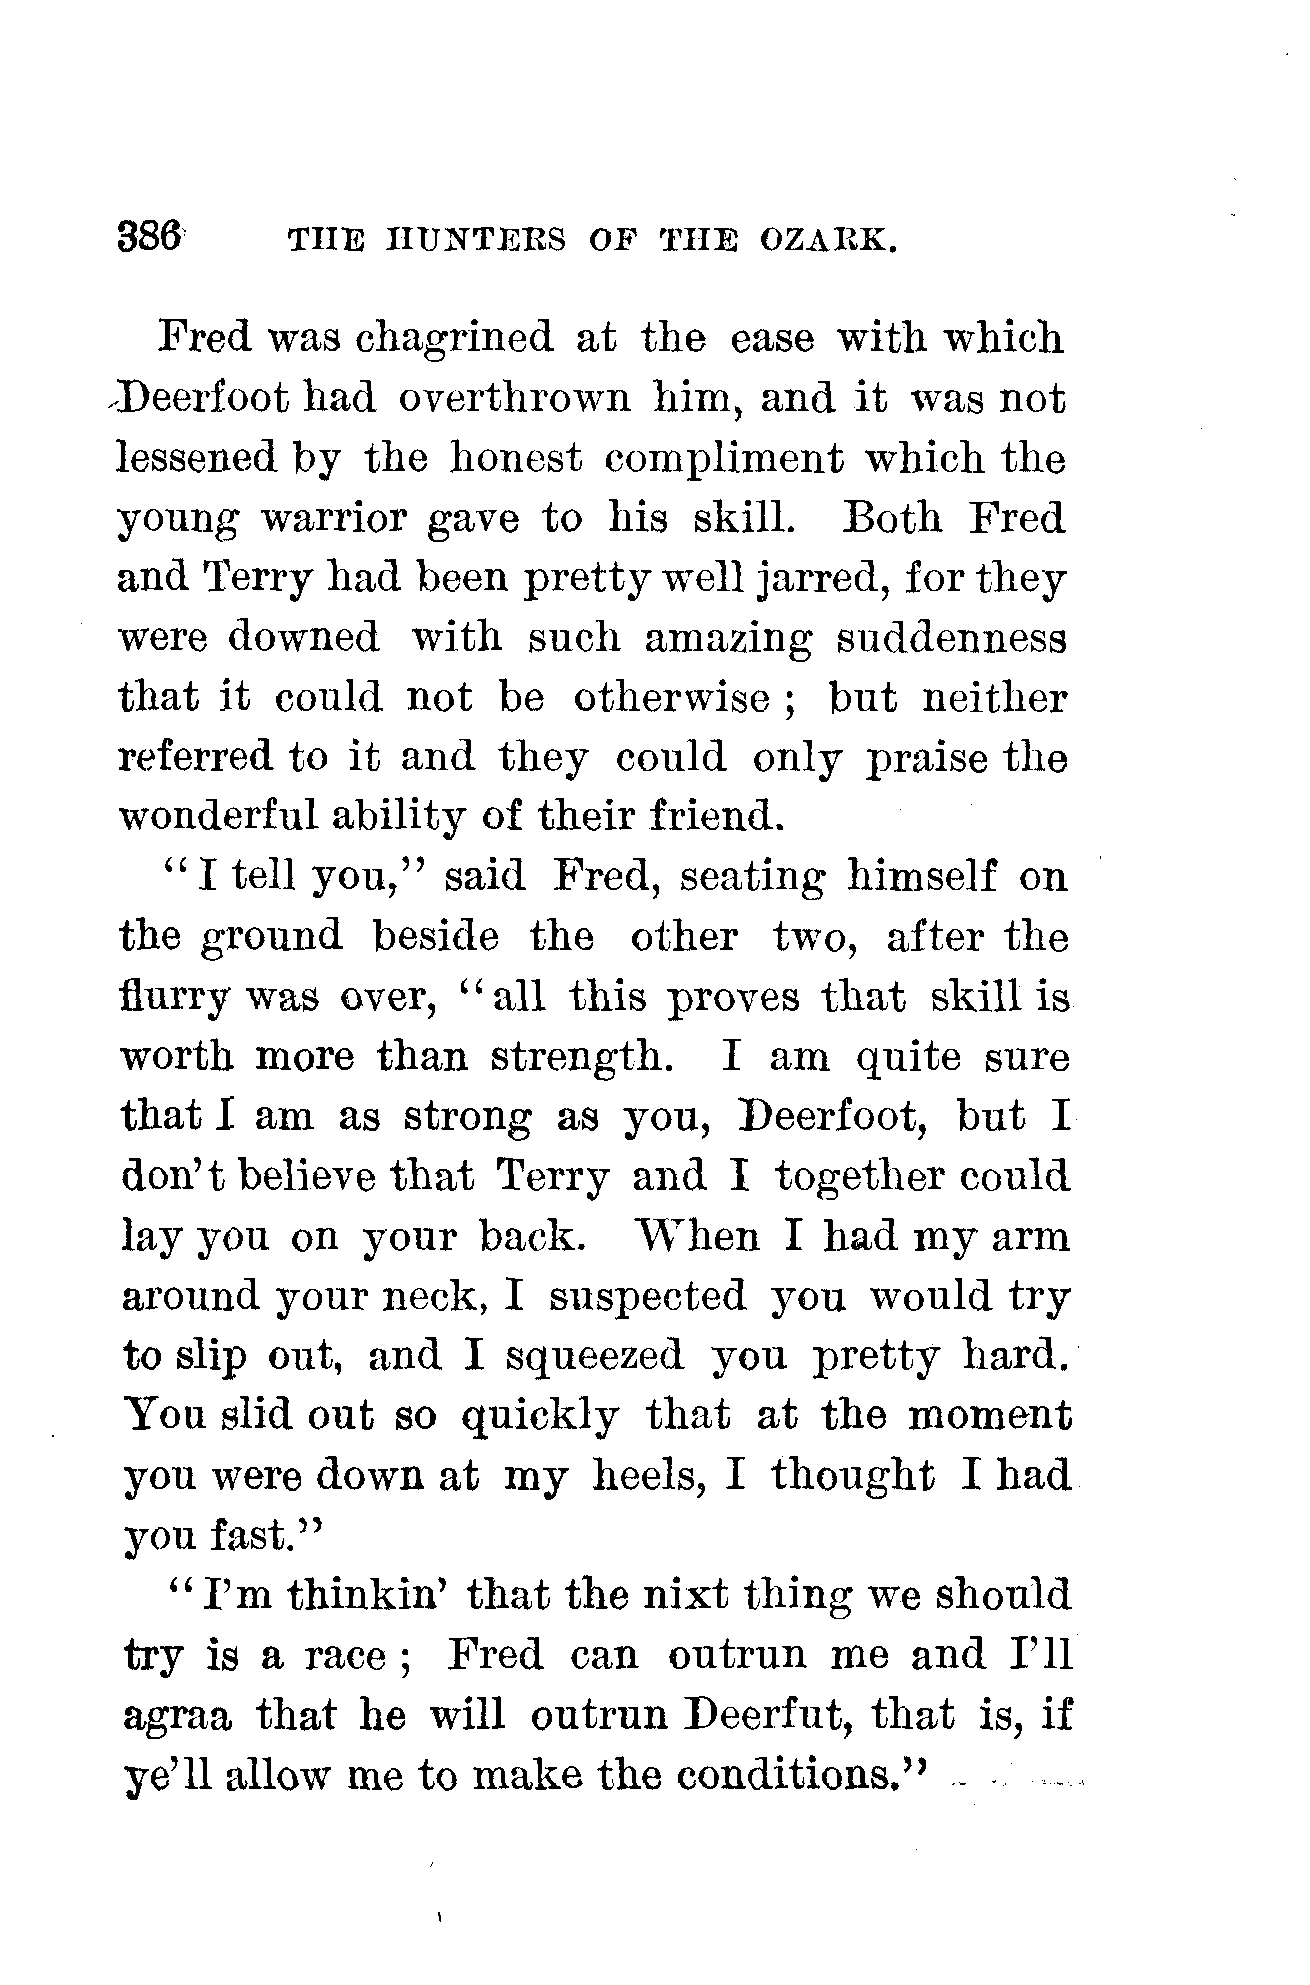 386 THE HUNTERS OF THE OZARK.
Fred was chagrined at the ease with which
Deerfoot had overthrown him, and it was not
lessened by the honest compliment which the
young warrior gave to his skill. Both Fred
and Terry had been pretty well jarred, for they
were downed with such amazing suddenness
that it could not be otherwise ; but neither
referred to it and they could only praise the
wonderful ability of their friend.
“ I tell you,” said Fred, seating himself on
the ground beside the other two, after the
flurry was over, “ all this proves that skill is
worth more than strength. I am quite sure
that I am as strong as you, Deerfoot, but I
don’t believe that Terry and I together could
lay you on your back. When I had my arm
around your neck, I suspected you would try
to slip out, and I squeezed you pretty hard.
You slid out so quickly that at the moment
you were down at my heels, I thought I had
you fast.”
“ I’m thinkin’ that the nixt thing we should
try is a race ; Fred can outrun me and I’ll
agraa that he will outrun Deerfut, that is, if
ye’ll allow me to make the conditions.”